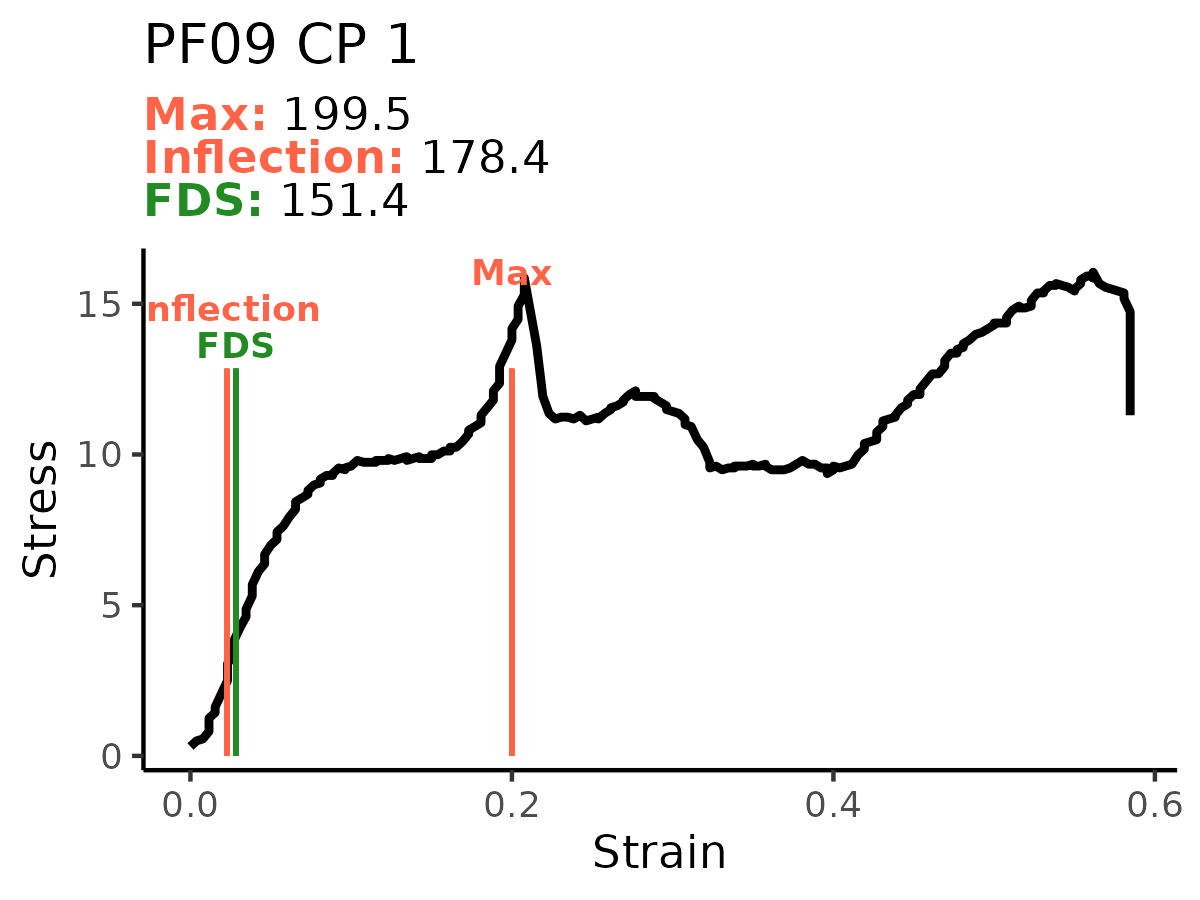 PF09 CP 1
Max: 199.5
Inflection: 178.4
FDS: 151.4
Max
nflection
FDS
15
10
5
0
Stress
0.0 0.2 0.4 0.6
Strain